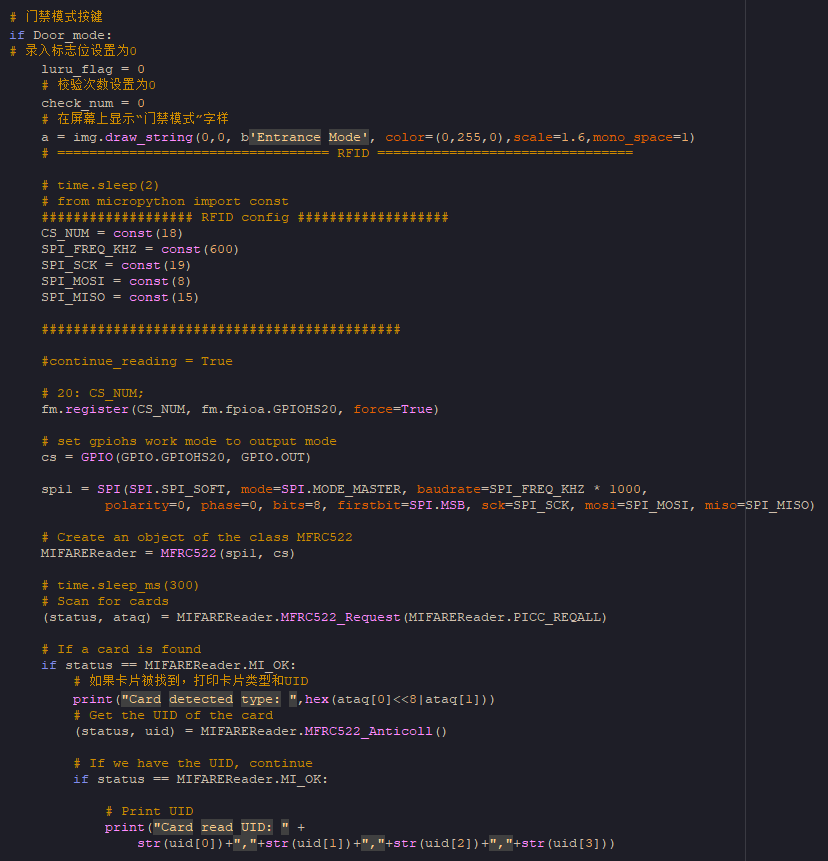 # 门禁模式按键
if Door_mode:
# 录入标志位设置为0
luru_flag = 0
# 校验次数设置为0
check_num = 0
# 在屏幕上显示“门禁模式”字样
a = img.draw_string(0,0, b'Entrance Mode', color=(0,255,0),scale=1.6,mono_space=1)
# ================================== RFID ================================
# time.sleep(2)
# from micropython import const
################### RFID config ###################
CS_NUM = const(18)
SPI_FREQ_KHZ = const(600)
SPI_SCK = const(19)
SPI_MOSI = const(8)
SPI_MISO = const(15)
#############################################
#continue_reading = True
# 20: CS_NUM;
fm.register(CS_NUM, fm.fpioa.GPIOHS20, force=True)
# set gpiohs work mode to output mode
cs = GPIO(GPIO.GPIOHS20, GPIO.OUT)
spi1 = SPI(SPI.SPI_SOFT, mode=SPI.MODE_MASTER, baudrate=SPI_FREQ_KHZ * 1000,
polarity=0, phase=0, bits=8, firstbit=SPI.MSB, sck=SPI_SCK, mosi=SPI_MOSI, miso=SPI_MISO)
# Create an object of the class MFRC522
MIFAREReader = MFRC522(spi1, cs)
# time.sleep_ms(300)
# Scan for cards
(status, ataq) = MIFAREReader.MFRC522_Request(MIFAREReader.PICC_REQALL)
# If a card is found
if status == MIFAREReader.MI_OK:
# 如果卡片被找到，打印卡片类型和UID
print("Card detected type: ",hex(ataq[0]<<8|ataq[1]))
# Get the UID of the card
(status, uid) = MIFAREReader.MFRC522_Anticoll()
# If we have the UID, continue
if status == MIFAREReader.MI_OK:
# Print UID
print("Card read UID: " +
str(uid[0])+","+str(uid[1])+","+str(uid[2])+","+str(uid[3]))